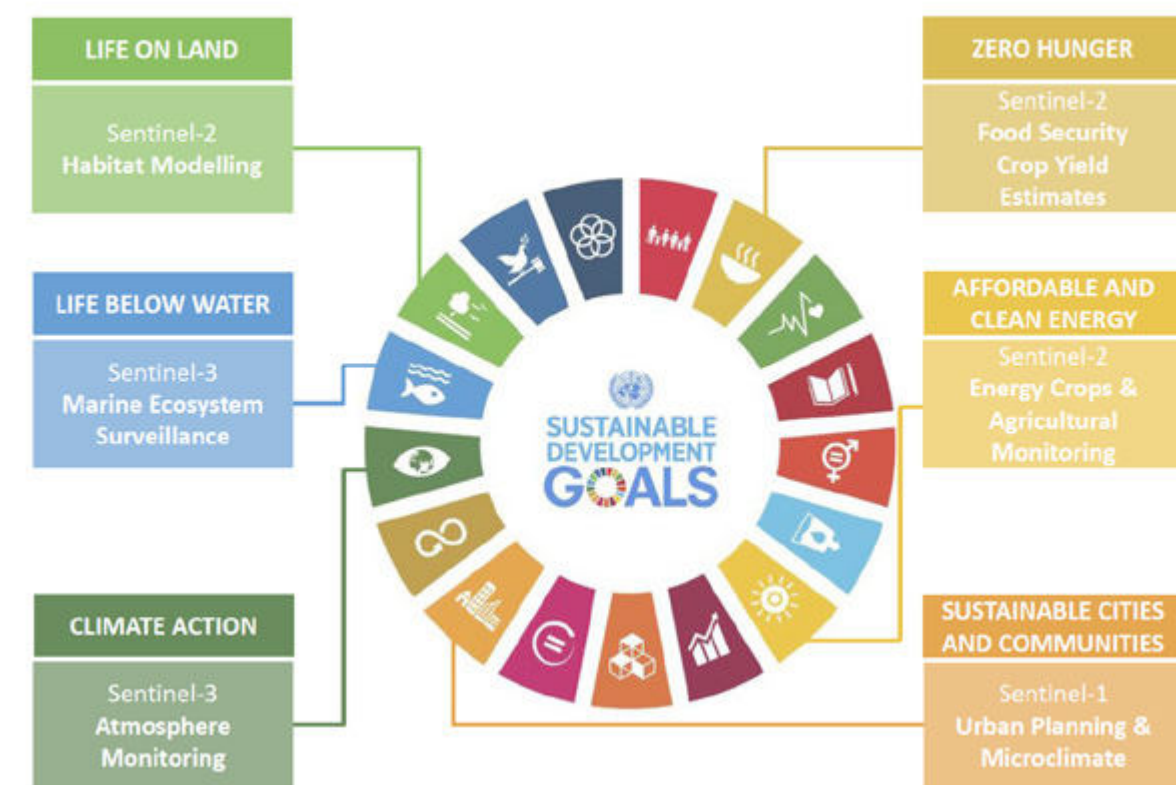 LIFE ON LAND
Sentinel-2
Habitat Modelling
LIFE BELOW WATER
Sentinel-3
Marine Ecosystem
Surveillance
CLIMATE ACTION
Sentinel-3
Atmosphere
Monitoring
SUSTAINABLE
DEVELOPMENT
GOALS
ZERO HUNGER
Sentinel-2
Food Security
Crop Yield
Estimates
AFFORDABLE AND
CLEAN ENERGY
Sentinel-2
Energy Crops &
Agricultural
Monitoring
SUSTAINABLE CITIES
AND COMMUNITIES
Sentinel-1
Urban Planning &
Microclimate